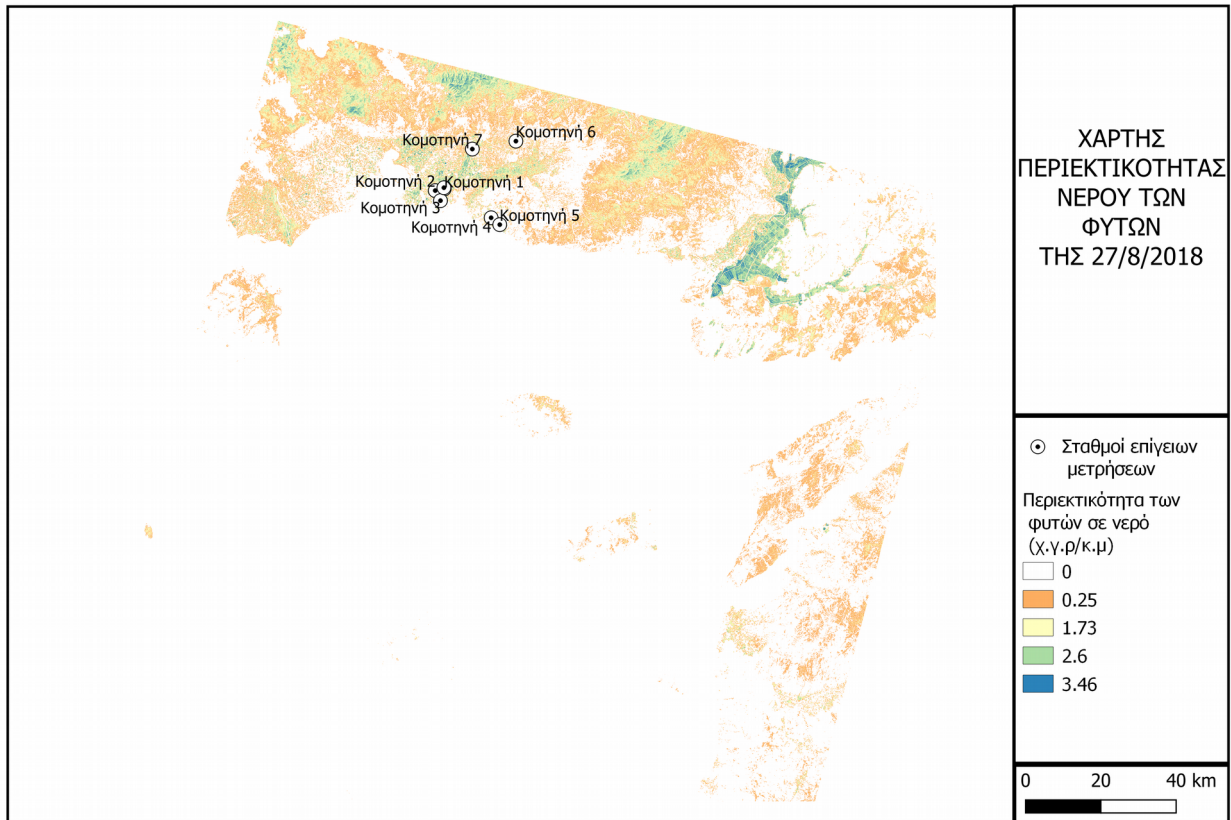 Κομοτηνή 6
Κομοτηνή 7
Κομοτηνή 2
Κομοτηνή 1
Κομοτηνή 3
Κομοτηνή 5
Κομοτηνή 4
ΧΑΡΤΗΣ
ΠΕΡΙΕΚΤΙΚΟΤΗΤΑΣ
ΝΕΡΟΥ ΤΩΝ
ΦΥΤΩΝ
ΤΗΣ 27/8/2018
Σταθμοί επίγειων
μετρήσεων
Περιεκτικότητα των
φυτών σε νερό
(χ.γ.ρ/κ.μ)
0
0.25
1.73
2.6
3.46
0 20 40 km